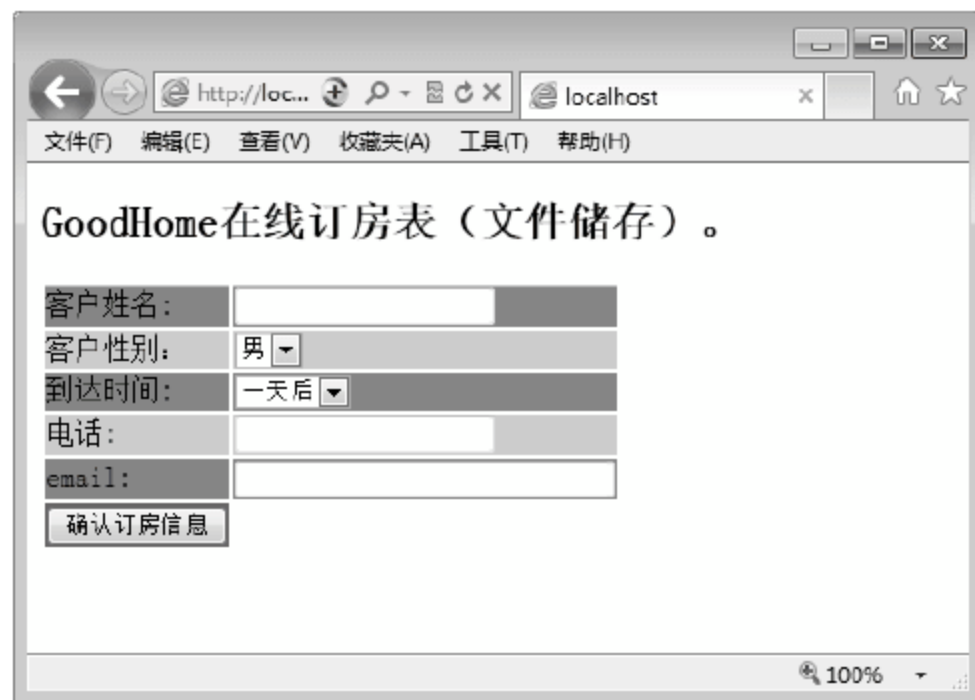 http://loc...
localhost
文件(F) 编辑(E) 查看(V) 收藏夹(A) 工具(T) 帮助(H)
GoodHome在线订房表（文件储存）。
客户姓名：
客户性别： 男
到达时间： 一天后
电话：
email:
确认订房信息
100%